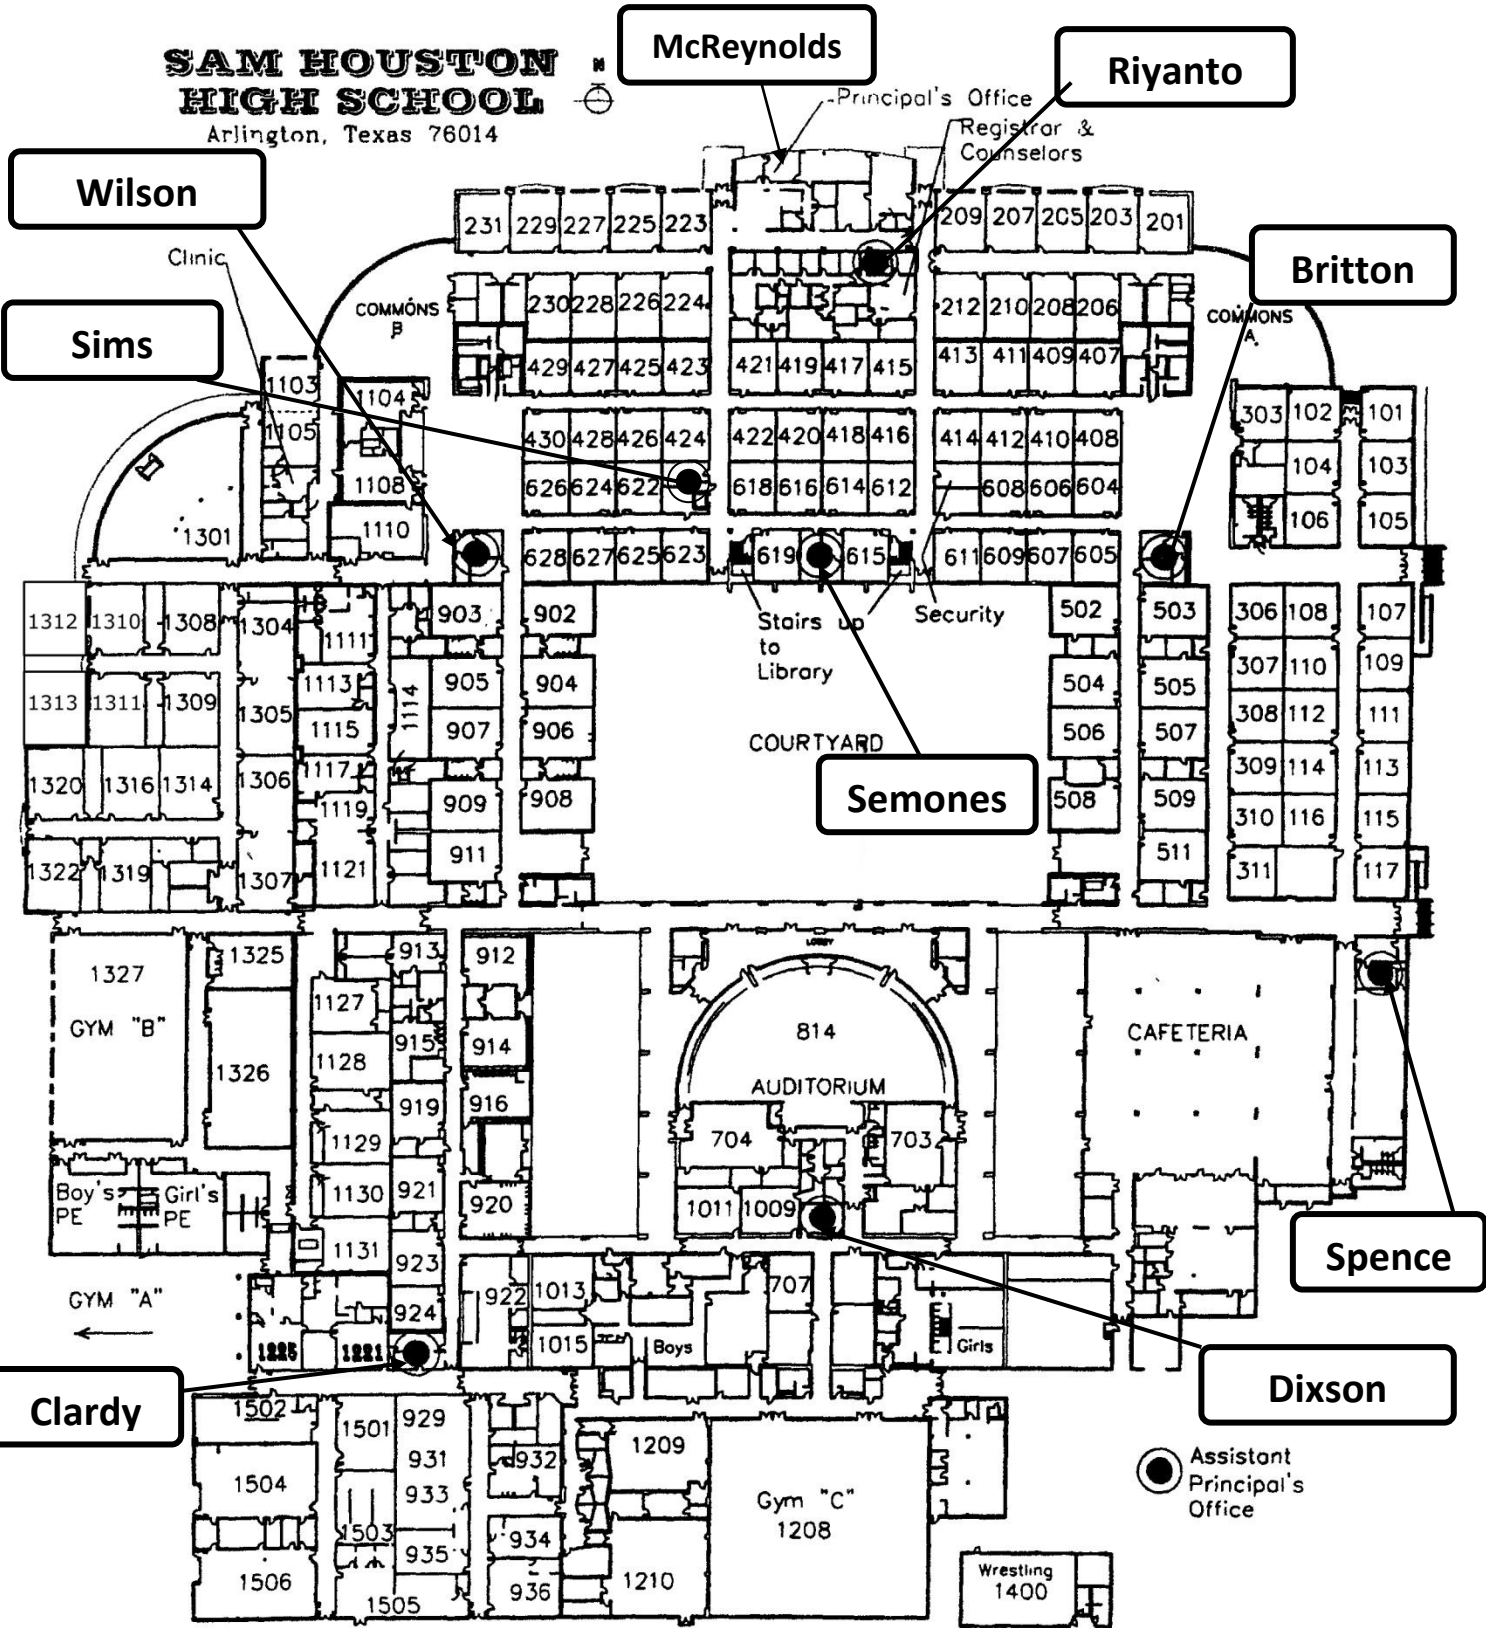 SAM HOUSTON
HIGH SCHOOL
Arlington, Texas 76014
N
McReynolds
Riyanto
Principal's Office
Registrar &
Counselors
Wilson
Clinic
Sims
Britton
COMMONS
B
COMMONS
A
231 229 227 225 223
209 207 205 203 201
230 228 226 224
212 210 208 206
429 427 425 423
421 419 417 415
413 411 409 407
430 428 426 424
422 420 418 416
414 412 410 408
626 624 622
618 616 614 612
608 606 604
628 627 625 623
619 615
611 609 607 605
1103
1104
1105
1108
1110
1301
303 102 101
104 103
106 105
Stairs up
to
Library
Security
1312 1310 1308 1304
1111
903 902
502 503
306 108 107
1113
1114
905 904
504 505
307 110 109
1313 1311 1309 1305
1115
907 906
COURTYARD
506 507
308 112 111
1320 1316 1314 1306
1117
1119
909 908
Semones
508 509
309 114 113
310 116 115
1322 1319 1307
1121
911
511
311 117
1327
GYM "B"
1325
1326
913 912
1127
1128
915 914
919 916
1129
1130
921 920
LOBBY
814
AUDITORIUM
704 703
1011 1009
CAFETERIA
Spence
Boy's
PE
Girl's
PE
1131
923
924
922
1013
1015
707
Boys
Girls
GYM "A"
1225 1221
Clardy
Dixson
1502
1501
929
931
933
935
1504
1503
1506
1505
932
934
936
1209
1210
Gym "C"
1208
Assistant
Principal's
Office
Wrestling
1400